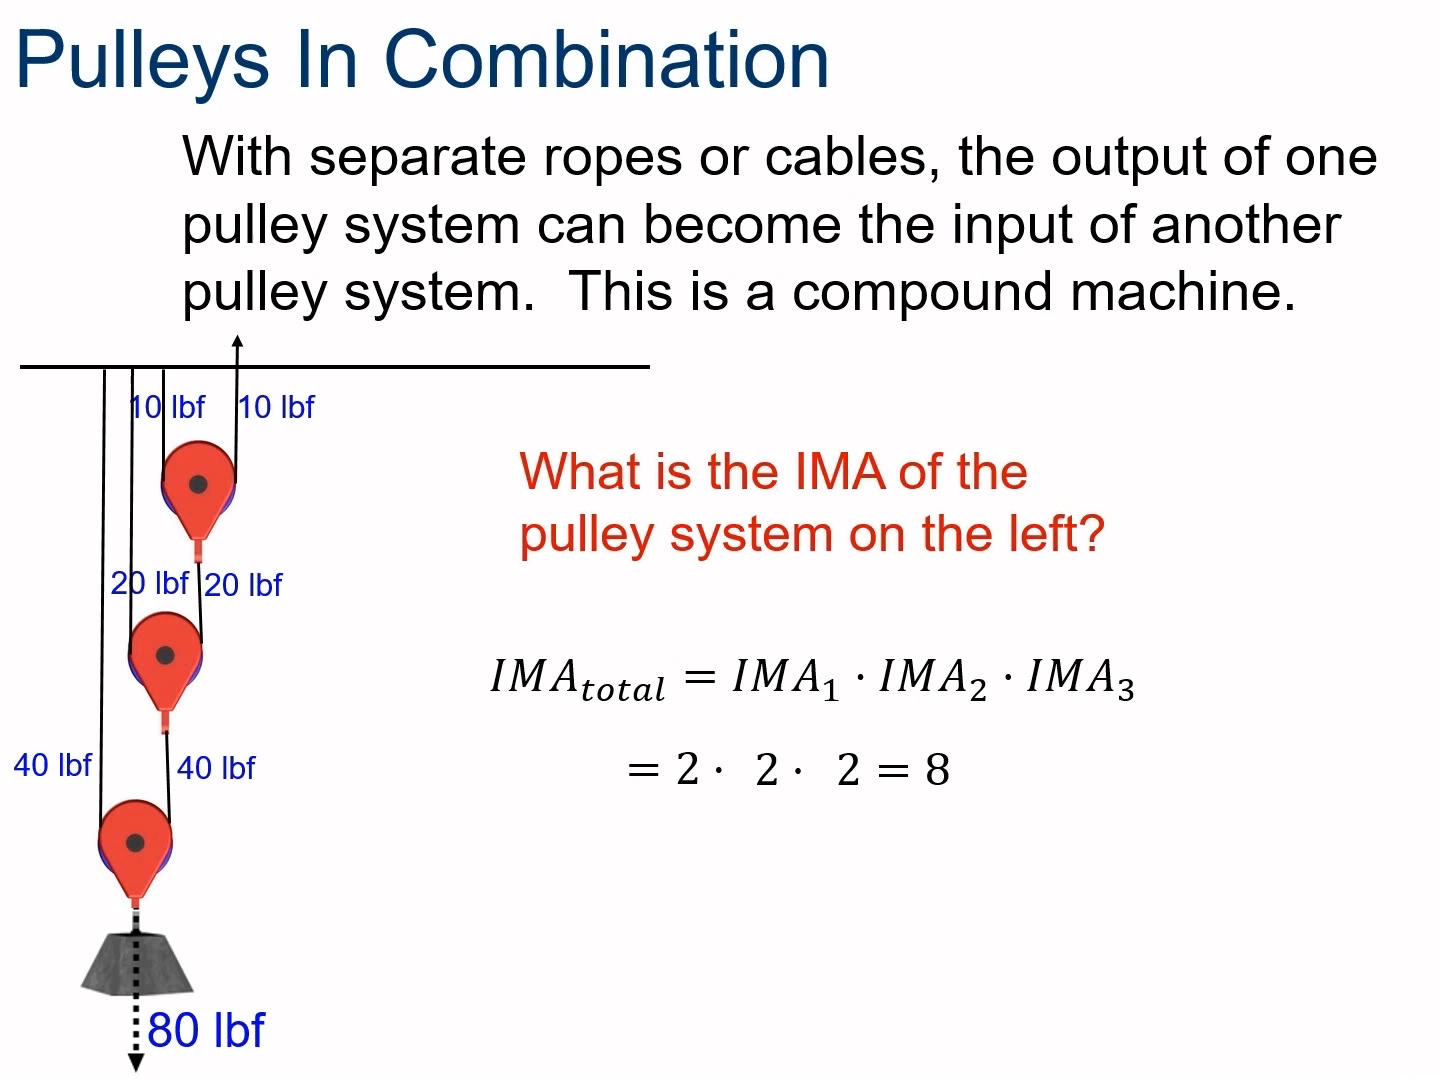 Pulleys In Combination
With separate ropes or cables, the output of one
pulley system can become the input of another
pulley system.  This is a compound machine.
10 lbf 10 lbf
What is the IMA of the
pulley system on the left?
20 lbf 20 lbf
IMA_total = IMA_1 · IMA_2 · IMA_3
40 lbf 40 lbf
= 2 · 2 · 2 = 8
80 lbf